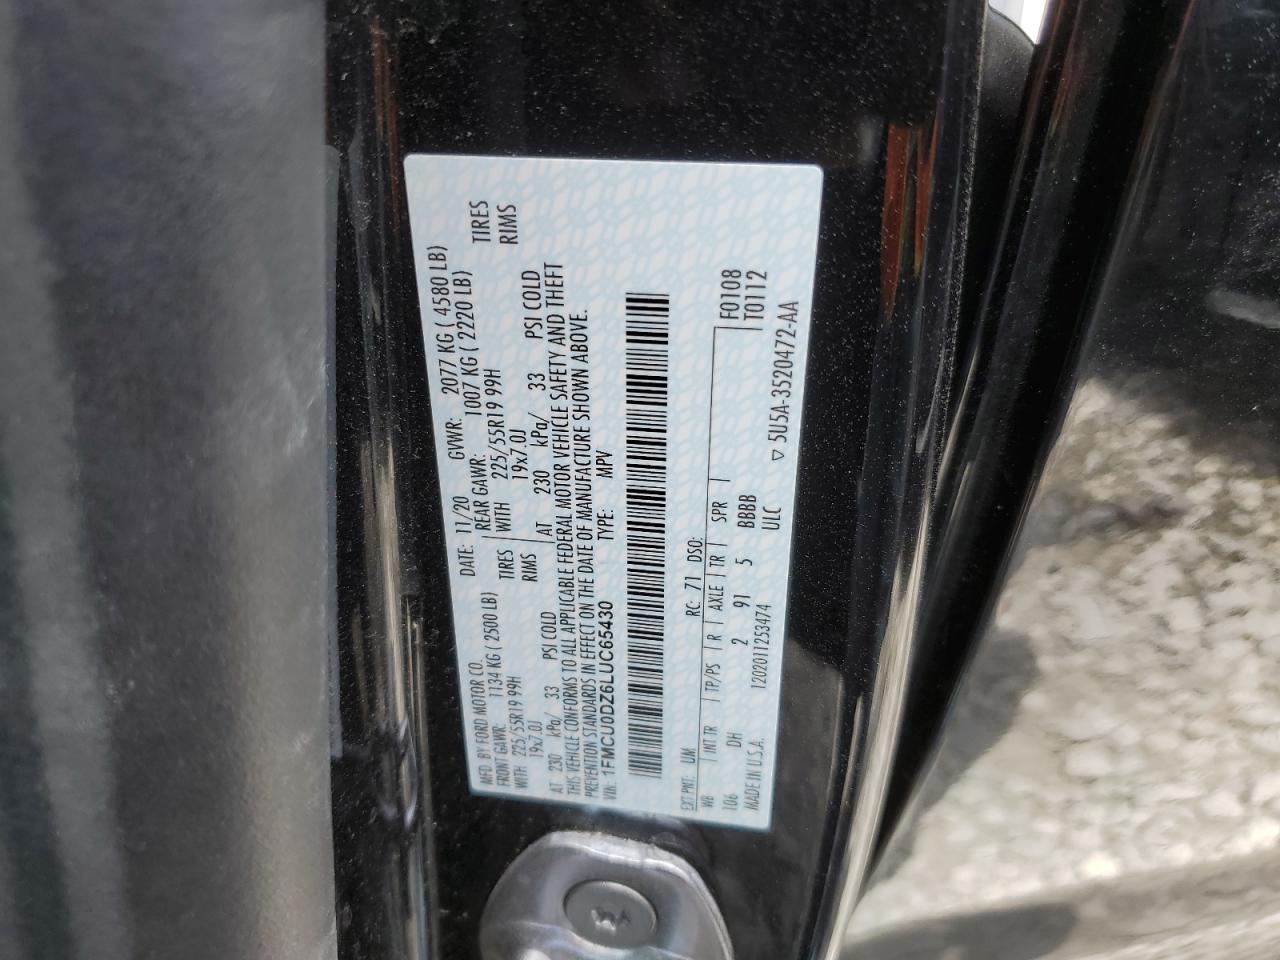 MFD. BY FORD MOTOR CO.
DATE: 11/20 GVWR: 2077 KG ( 4580 LB)
FRONT GAWR: 1134 KG ( 2500 LB) REAR GAWR: 1007 KG ( 2220 LB)
WITH 225/55R19 99H TIRES WITH 225/55R19 99H TIRES
19x7.0J RIMS 19x7.0J RIMS
AT 230 kPa/ 33 PSI COLD AT 230 kPa/ 33 PSI COLD
THIS VEHICLE CONFORMS TO ALL APPLICABLE FEDERAL MOTOR VEHICLE SAFETY AND THEFT
PREVENTION STANDARDS IN EFFECT ON THE DATE OF MANUFACTURE SHOWN ABOVE.
VIN: 1FMCU0DZ6LUC65430 TYPE: MPV
EXT PNT: UM RC: 71 DSO:
WB INT TR TP/PS R AXLE TR SPR F0108
106 DH 2 91 5 BBBB T0112
ULC
MADE IN U.S.A. 1202011253474 ▽ 5U5A-3520472-AA